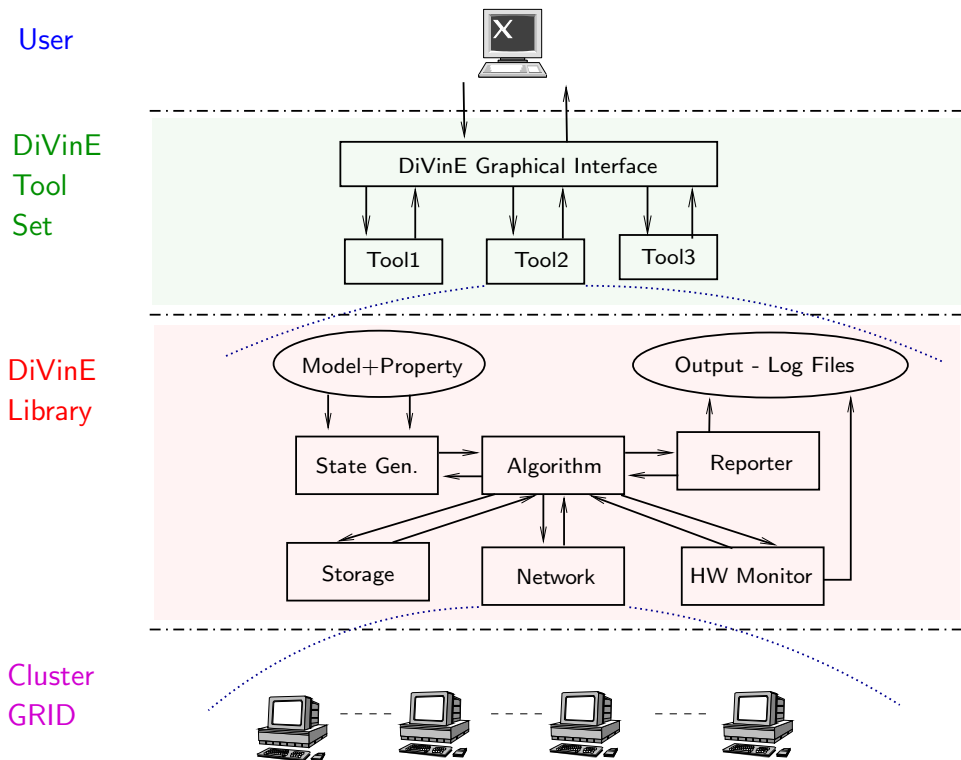 User
X
DiVinE
Tool
Set
DiVinE Graphical Interface
Tool1
Tool2
Tool3
DiVinE
Library
Model+Property
Output - Log Files
State Gen.
Algorithm
Reporter
Storage
Network
HW Monitor
Cluster
GRID